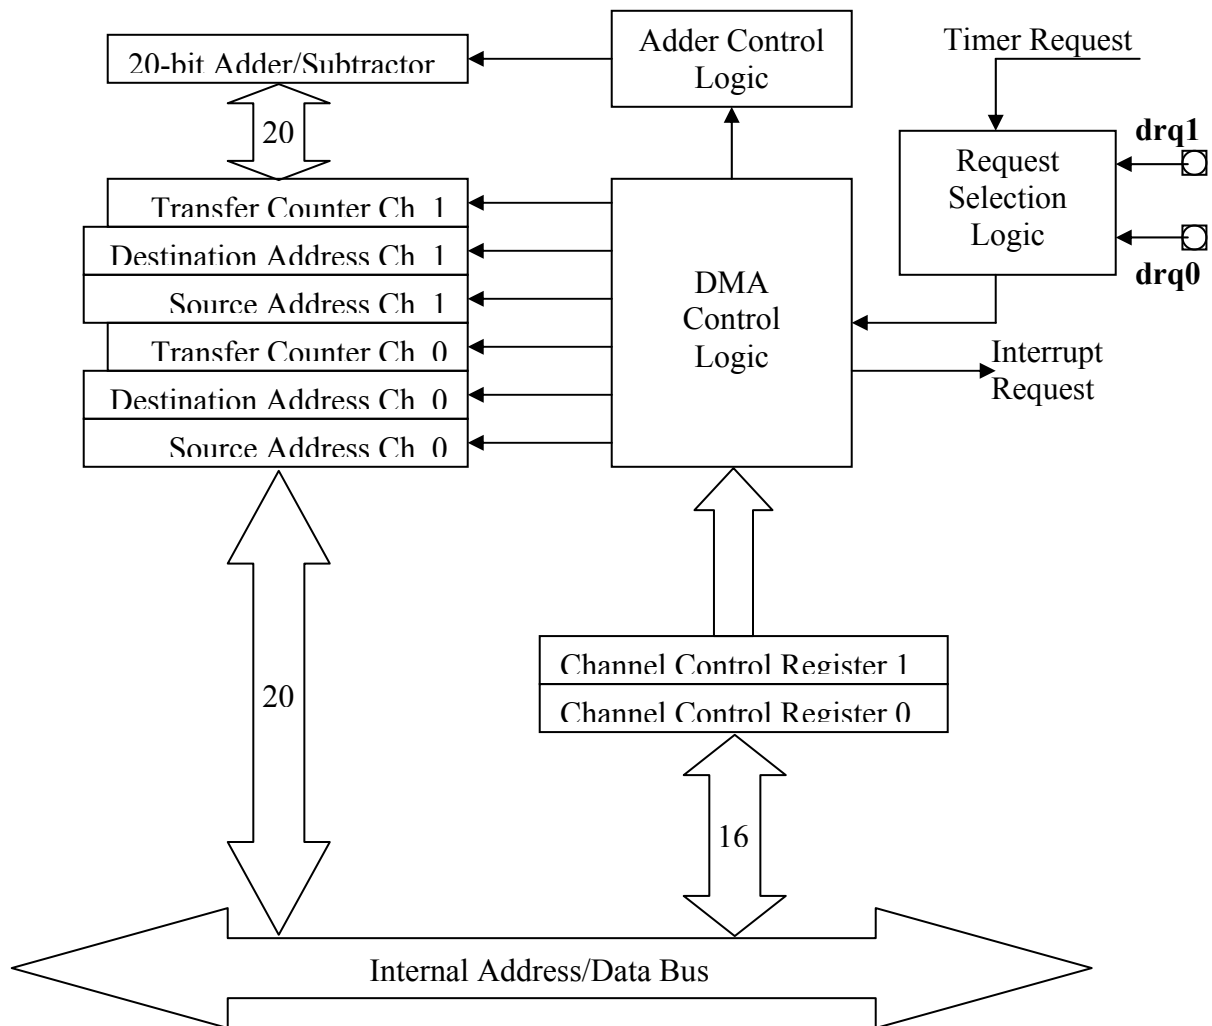 20-bit Adder/Subtractor
Adder Control
Logic
Timer Request
20
drq1
Request
Selection
Logic
drq0
Transfer Counter Ch. 1
Destination Address Ch. 1
Source Address Ch. 1
Transfer Counter Ch. 0
Destination Address Ch. 0
Source Address Ch. 0
DMA
Control
Logic
Interrupt
Request
Channel Control Register 1
Channel Control Register 0
20
16
Internal Address/Data Bus